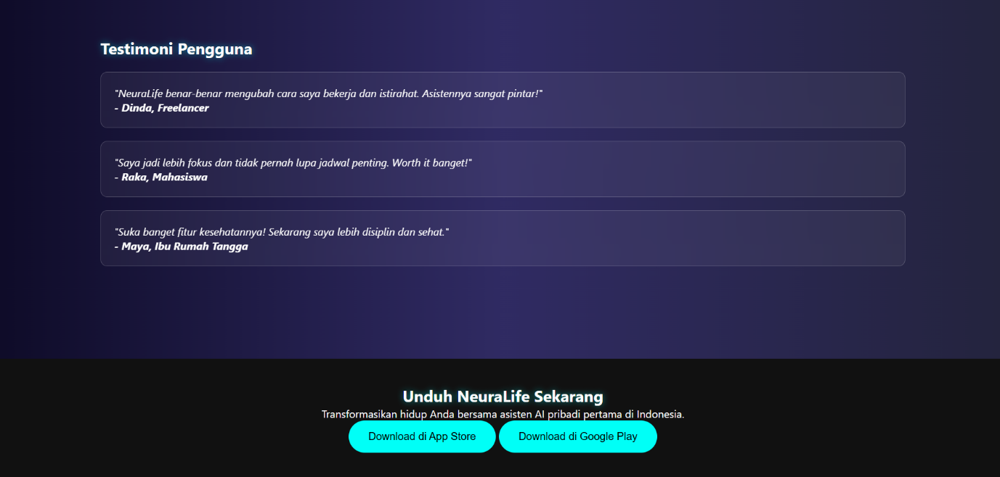 Testimoni Pengguna
"NeuraLife benar-benar mengubah cara saya bekerja dan istirahat. Asistennya sangat pintar!"
- Dinda, Freelancer
"Saya jadi lebih fokus dan tidak pernah lupa jadwal penting. Worth it banget!"
- Raka, Mahasiswa
"Suka banget fitur kesehatannya! Sekarang saya lebih disiplin dan sehat."
- Maya, Ibu Rumah Tangga
Unduh NeuraLife Sekarang
Transformasikan hidup Anda bersama asisten AI pribadi pertama di Indonesia.
Download di App Store
Download di Google Play